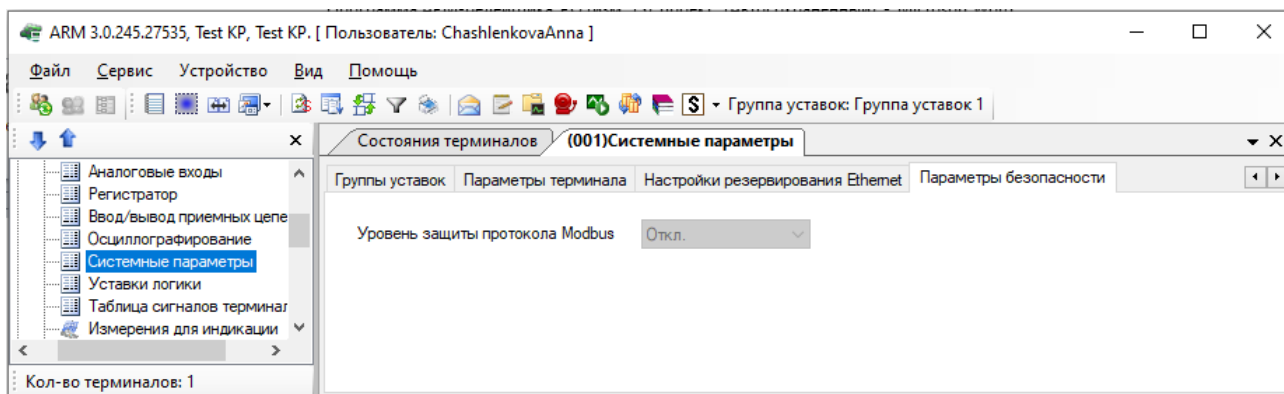 ARM 3.0.245.27535, Test KP, Test KP. [ Пользователь: ChashlenkovaAnna ]
Файл Сервис Устройство Вид Помощь
Группа уставок: Группа уставок 1
Состояния терминалов (001)Системные параметры
Группы уставок Параметры терминала Настройки резервирования Ethernet Параметры безопасности
Уровень защиты протокола Modbus Откл.
Аналоговые входы
Регистратор
Ввод/вывод приемных цепе
Осциллографирование
Системные параметры
Уставки логики
Таблица сигналов терминал
Измерения для индикации
Кол-во терминалов: 1